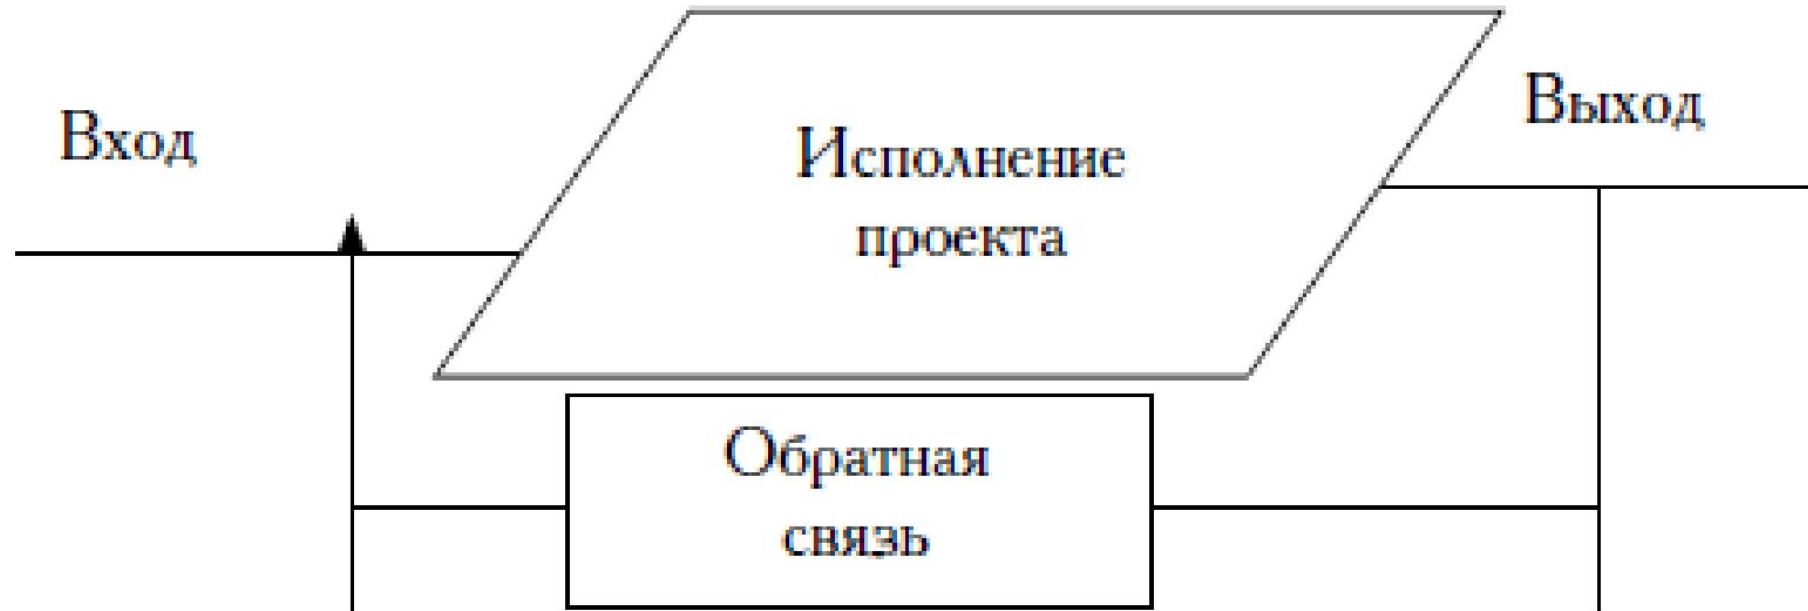 Вход
Исполнение
проекта
Выход
Обратная
связь